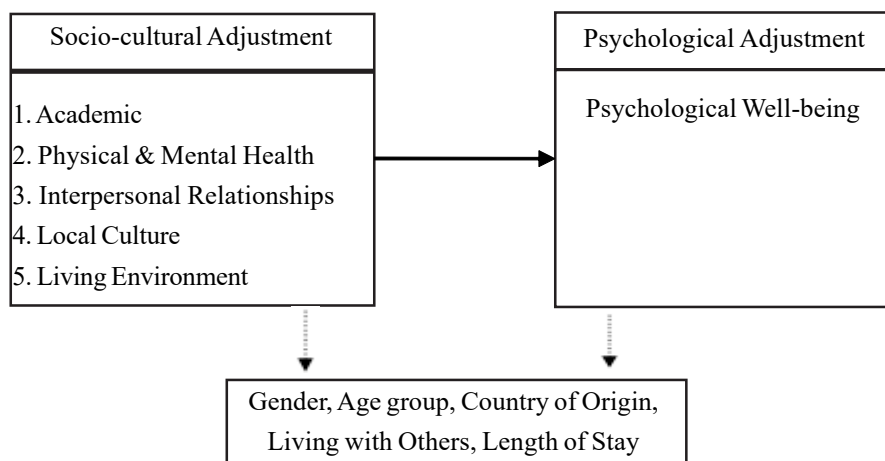 Socio-cultural Adjustment
1. Academic
2. Physical & Mental Health
3. Interpersonal Relationships
4. Local Culture
5. Living Environment
Psychological Adjustment
Psychological Well-being
Gender, Age group, Country of Origin,
Living with Others, Length of Stay